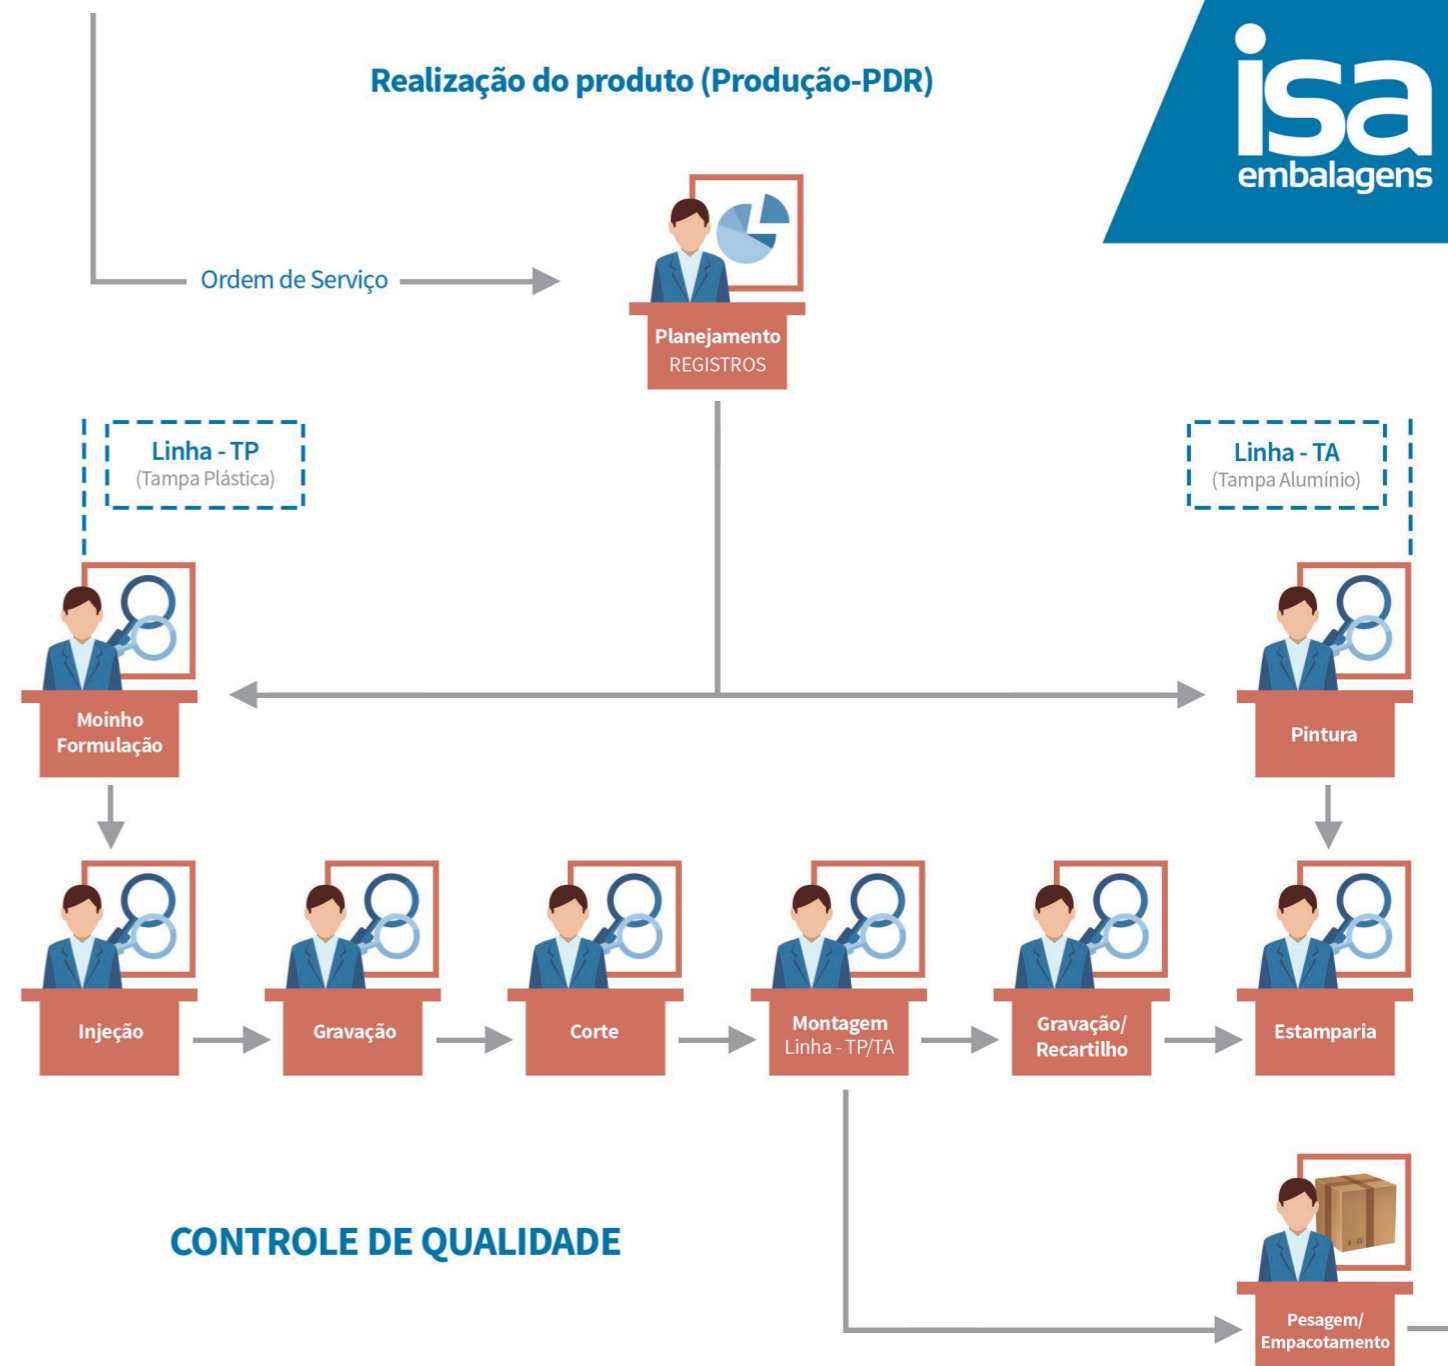 Realização do produto (Produção-PDR)
isa
embalagens
Ordem de Serviço
Planejamento
REGISTROS
Linha - TP
(Tampa Plástica)
Linha - TA
(Tampa Alumínio)
Moinho
Formulação
Pintura
Injeção
Gravação
Corte
Montagem
Linha - TP/TA
Gravação/
Recartilho
Estamparia
CONTROLE DE QUALIDADE
Pesagem/
Empacotamento